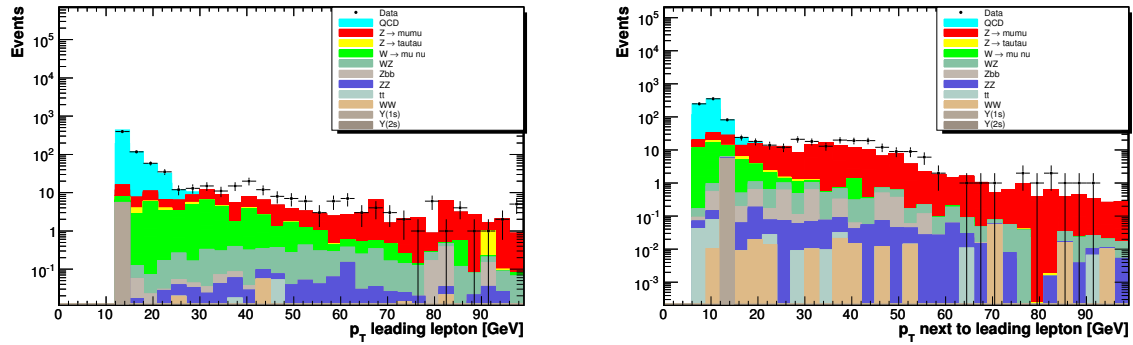 Events
10^5
10^4
10^3
10^2
10
1
10^-1
0 10 20 30 40 50 60 70 80 90
p_T leading lepton [GeV]
Data
QCD
Z → mumu
Z → tautau
W → mu nu
WZ
Zbb
ZZ
tt
WW
Y(1s)
Y(2s)
Events
10^5
10^4
10^3
10^2
10
1
10^-1
10^-2
10^-3
0 10 20 30 40 50 60 70 80 90
p_T next to leading lepton [GeV]
Data
QCD
Z → mumu
Z → tautau
W → mu nu
WZ
Zbb
ZZ
tt
WW
Y(1s)
Y(2s)